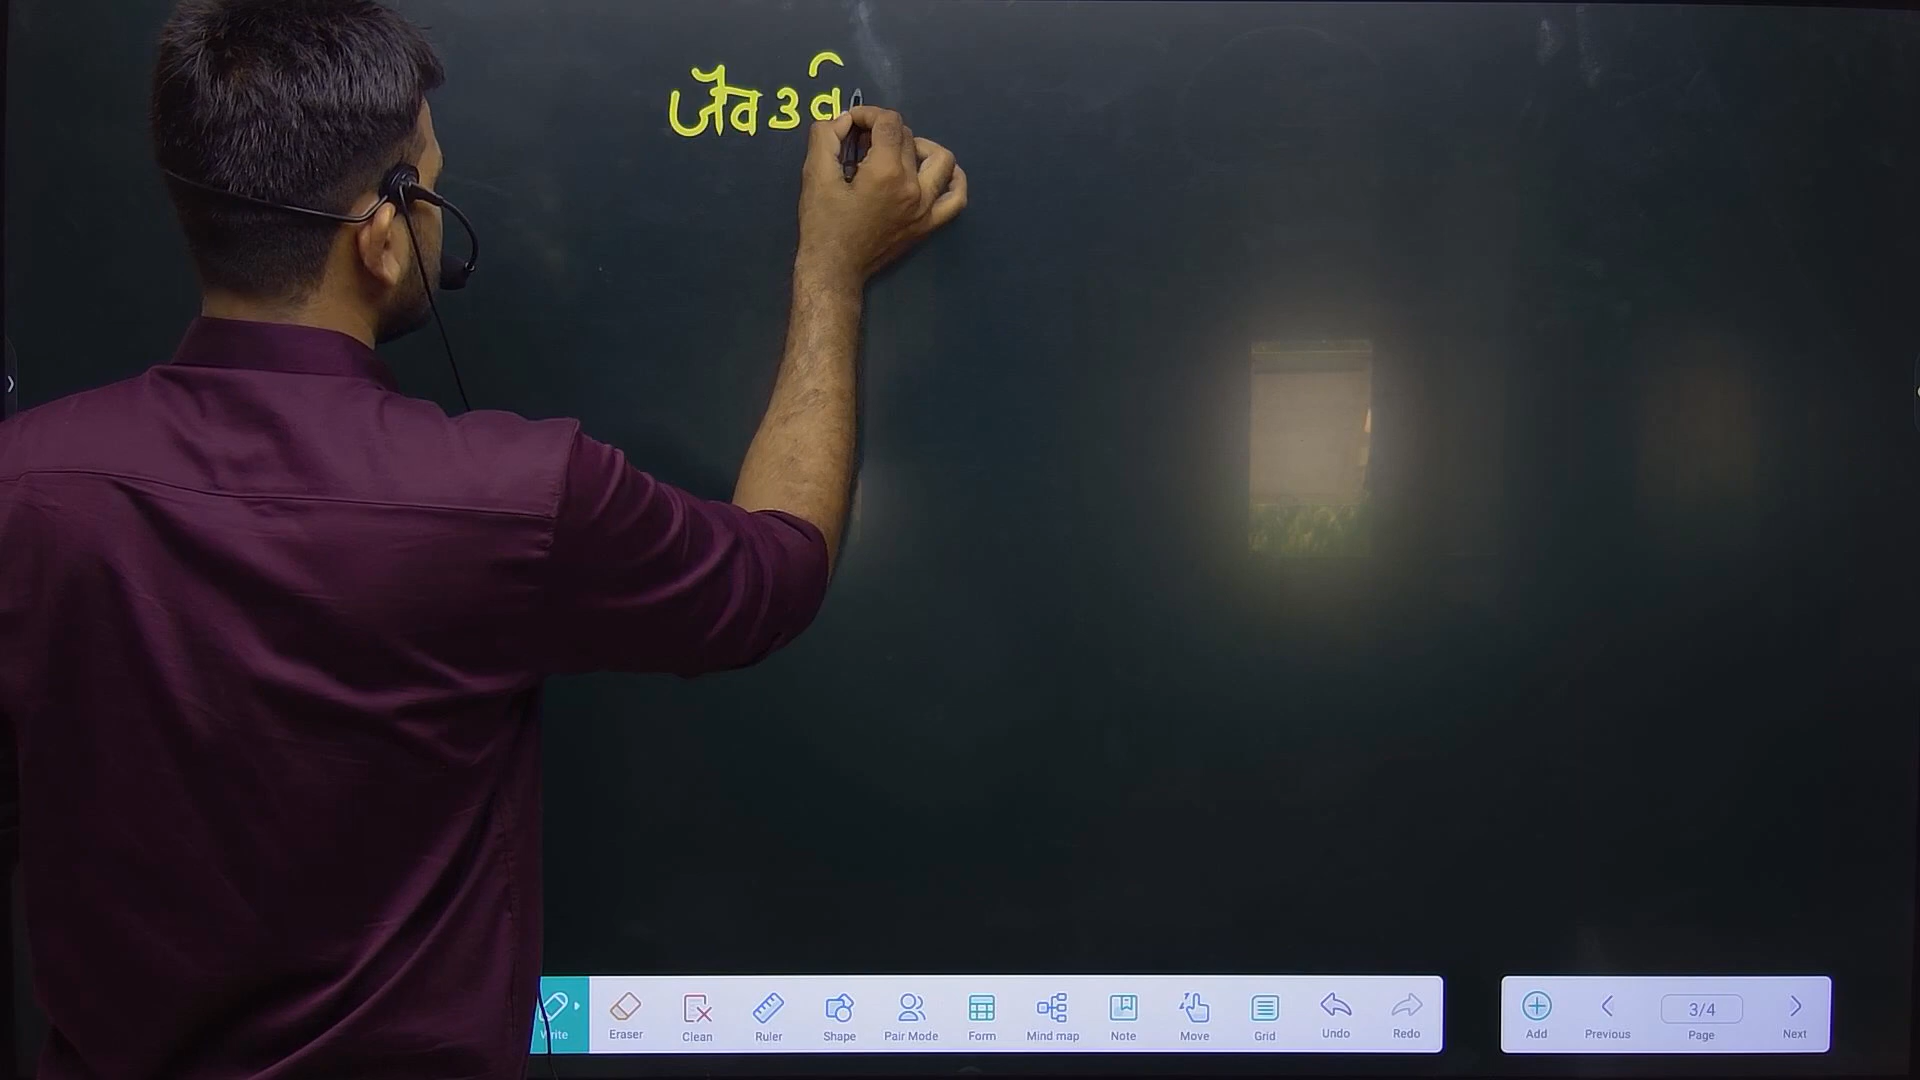 जैव उवि
Write
Eraser
Clean
Ruler
Shape
Pair Mode
Form
Mind map
Note
Move
Grid
Undo
Redo
Add
Previous
3/4
Page
Next